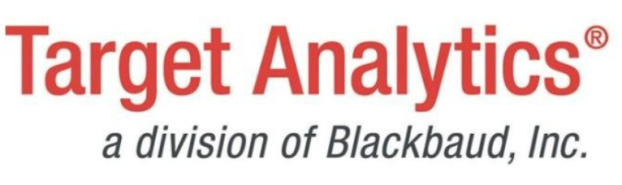 Target Analytics®
a division of Blackbaud, Inc.